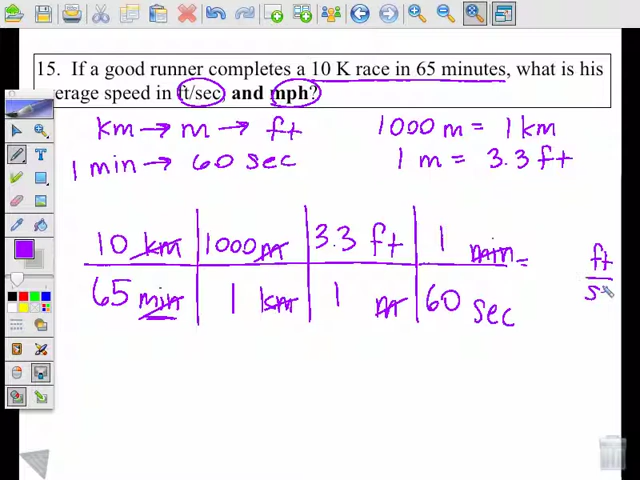 15. If a good runner completes a 10 K race in 65 minutes, what is his
erage speed in ft/sec and mph?
km → m → ft
1000 m = 1 km
1 min → 60 sec
1 m = 3.3 ft
10 km 1000 m 3.3 ft 1 min =
65 min 1 km 1 m 60 sec
ft